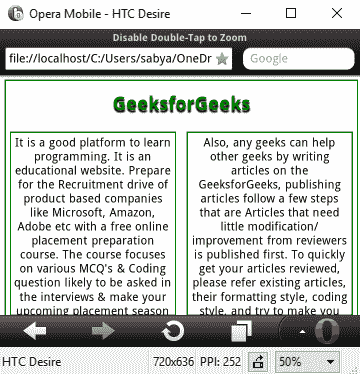 Opera Mobile - HTC Desire
Disable Double-Tap to Zoom
file://localhost/C:/Users/sabya/OneDr
Google
GeeksforGeeks
It is a good platform to learn
programming. It is an
educational website. Prepare
for the Recruitment drive of
product based companies
like Microsoft, Amazon,
Adobe etc with a free online
placement preparation
course. The course focuses
on various MCQ's & Coding
question likely to be asked in
the interviews & make your
upcoming placement season
Also, any geeks can help
other geeks by writing
articles on the
GeeksforGeeks, publishing
articles follow a few steps
that are Articles that need
little modification/
improvement from reviewers
is published first. To quickly
get your articles reviewed,
please refer existing articles,
their formatting style, coding
style, and try to make you
HTC Desire
720x636 PPI: 252
50%